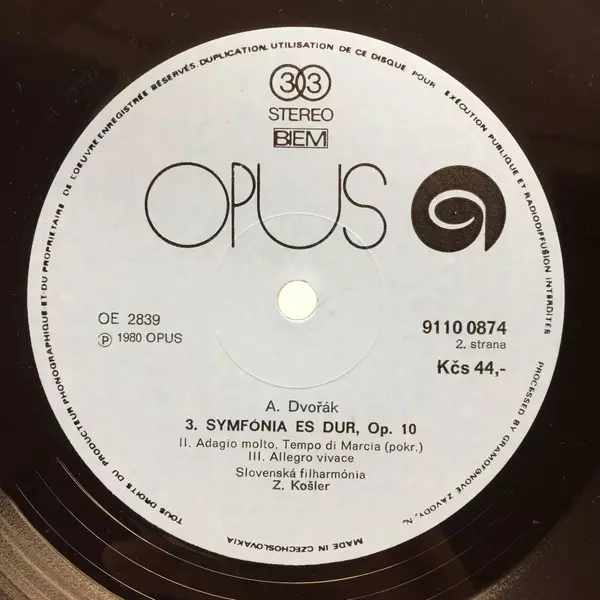 TOUS DROITS DU PRODUCTEUR PHONOGRAPHIQUE ET DU PROPRIETAIRE DE L'OEUVRE ENREGISTRÉE RÉSERVÉS. DUPLICATION, UTILISATION DE CE DISQUE POUR EXÉCUTION PUBLIQUE ET RADIODIFFUSION INTERDITES
PROCESSED BY GRAMOFONOVÉ ZÁVODY, N.
33
STEREO
BIEM
OPUS
OE 2839
Ⓟ 1980 OPUS
9110 0874
2. strana
Kčs 44,-
A. Dvořák
3. SYMFÓNIA ES DUR, Op. 10
II. Adagio molto. Tempo di Marcia (pokr.)
III. Allegro vivace
Slovenská filharmónia
Z. Košler
MADE IN CZECHOSLOVAKIA